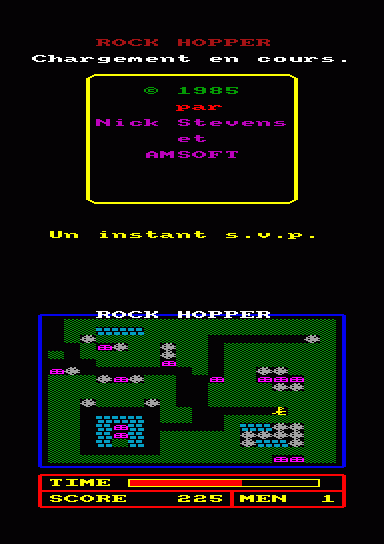 ROCK HOPPER
Chargement en cours.
© 1985
par
Nick Stevens
et
AMSOFT
Un instant s.v.p.
ROCK HOPPER
TIME
SCORE 225 MEN 1